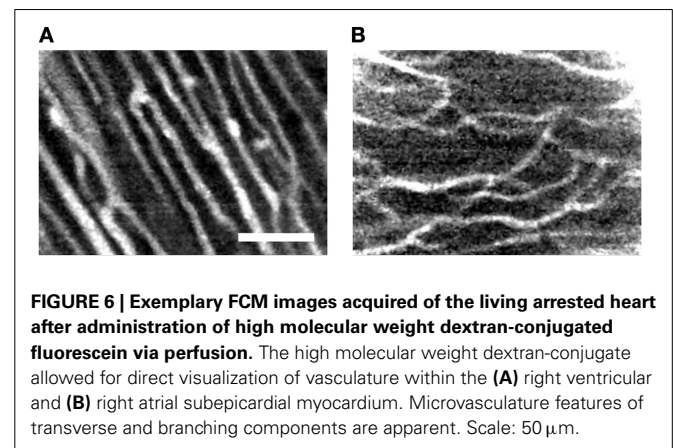 A
B
FIGURE 6 | Exemplary FCM images acquired of the living arrested heart
after administration of high molecular weight dextran-conjugated
fluorescein via perfusion. The high molecular weight dextran-conjugate
allowed for direct visualization of vasculature within the (A) right ventricular
and (B) right atrial subepicardial myocardium. Microvasculature features of
transverse and branching components are apparent. Scale: 50 μm.